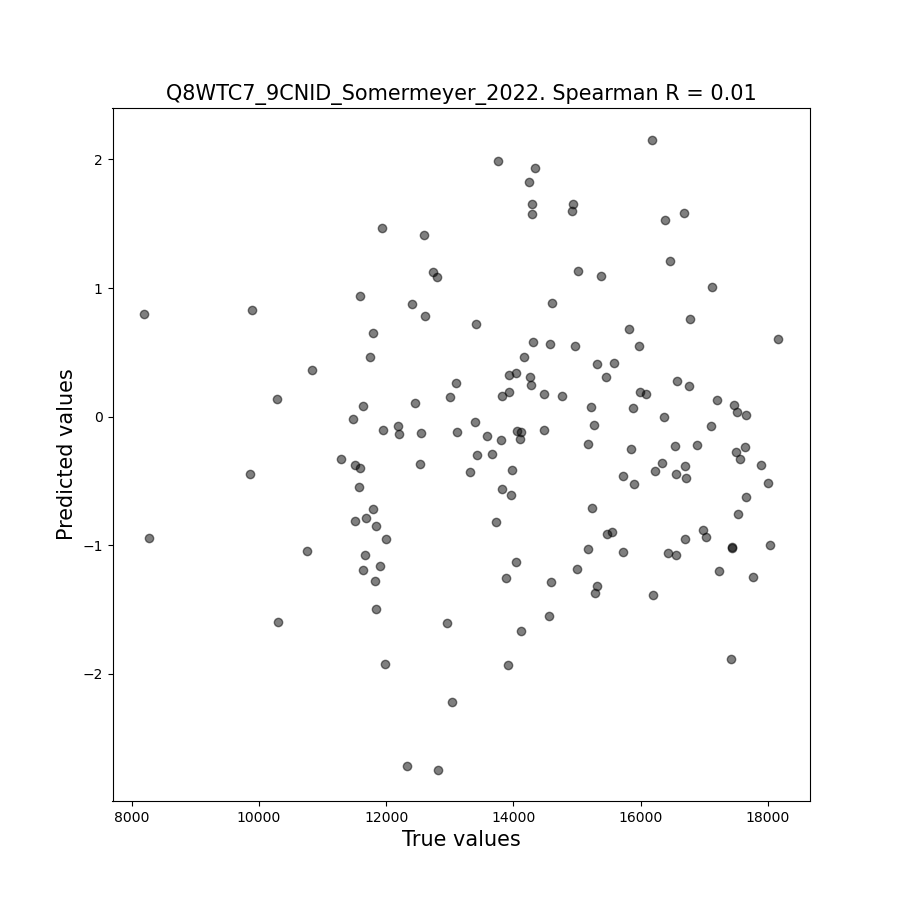 Q8WTC7_9CNID_Somermeyer_2022. Spearman R = 0.01
Predicted values
2
1
0
−1
−2
8000 10000 12000 14000 16000 18000
True values